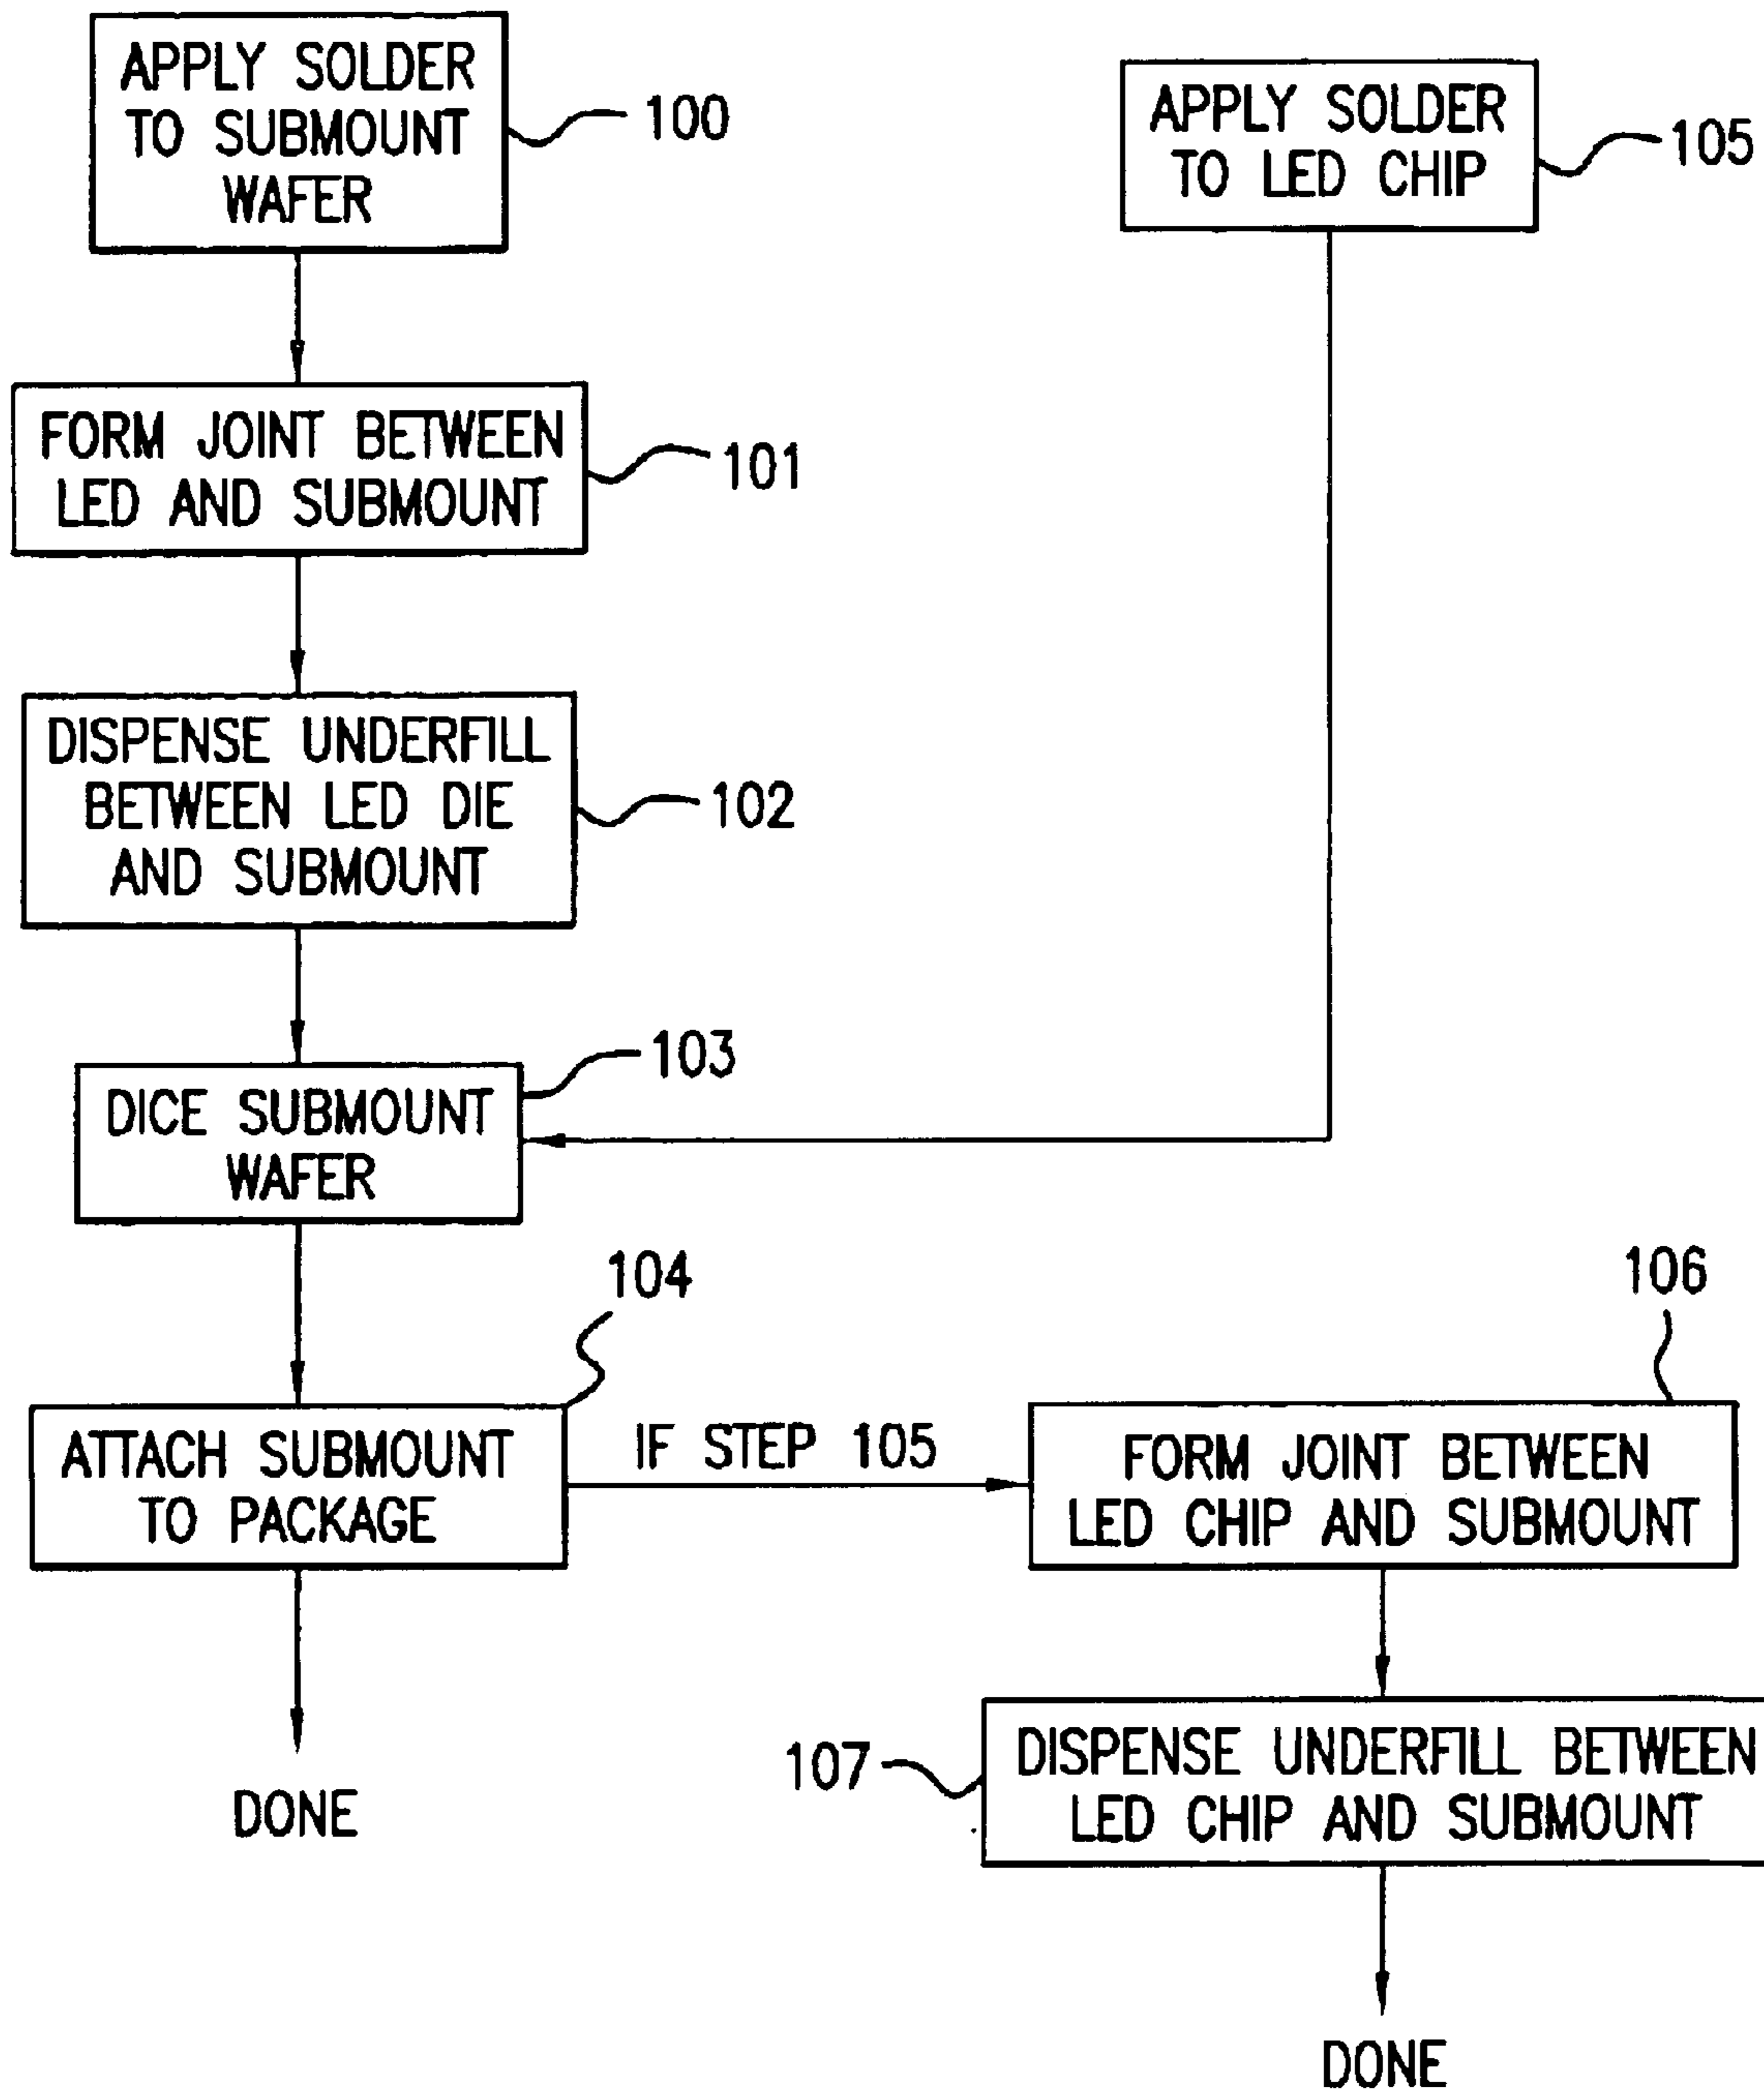 APPLY SOLDER
TO SUBMOUNT
WAFER
100
APPLY SOLDER
TO LED CHIP
105
FORM JOINT BETWEEN
LED AND SUBMOUNT
101
DISPENSE UNDERFILL
BETWEEN LED DIE
AND SUBMOUNT
102
DICE SUBMOUNT
WAFER
103
ATTACH SUBMOUNT
TO PACKAGE
104
IF STEP 105
FORM JOINT BETWEEN
LED CHIP AND SUBMOUNT
106
DONE
DISPENSE UNDERFILL BETWEEN
LED CHIP AND SUBMOUNT
107
DONE